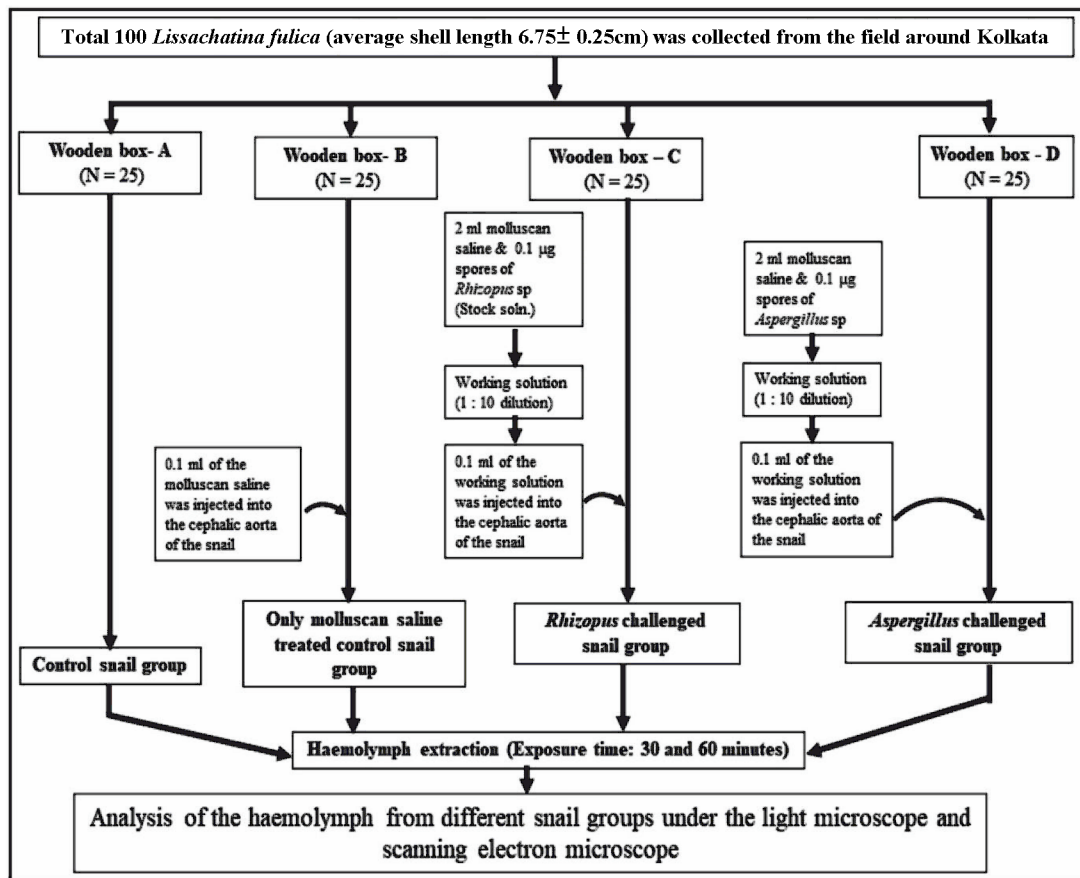 Total 100 Lissachatina fulica (average shell length 6.75± 0.25cm) was collected from the field around Kolkata
Wooden box- A
(N = 25)
Wooden box- B
(N = 25)
Wooden box – C
(N = 25)
Wooden box - D
(N = 25)
2 ml molluscan
saline & 0.1 µg
spores of
Rhizopus sp
(Stock soln.)
2 ml molluscan
saline & 0.1 µg
spores of
Aspergillus sp
Working solution
(1 : 10 dilution)
Working solution
(1 : 10 dilution)
0.1 ml of the
molluscan saline
was injected into
the cephalic aorta
of the snail
0.1 ml of the
working solution
was injected into
the cephalic aorta
of the snail
0.1 ml of the
working solution
was injected into
the cephalic aorta of
the snail
Control snail group
Only molluscan saline
treated control snail
group
Rhizopus challenged
snail group
Aspergillus challenged
snail group
Haemolymph extraction (Exposure time: 30 and 60 minutes)
Analysis of the haemolymph from different snail groups under the light microscope and
scanning electron microscope